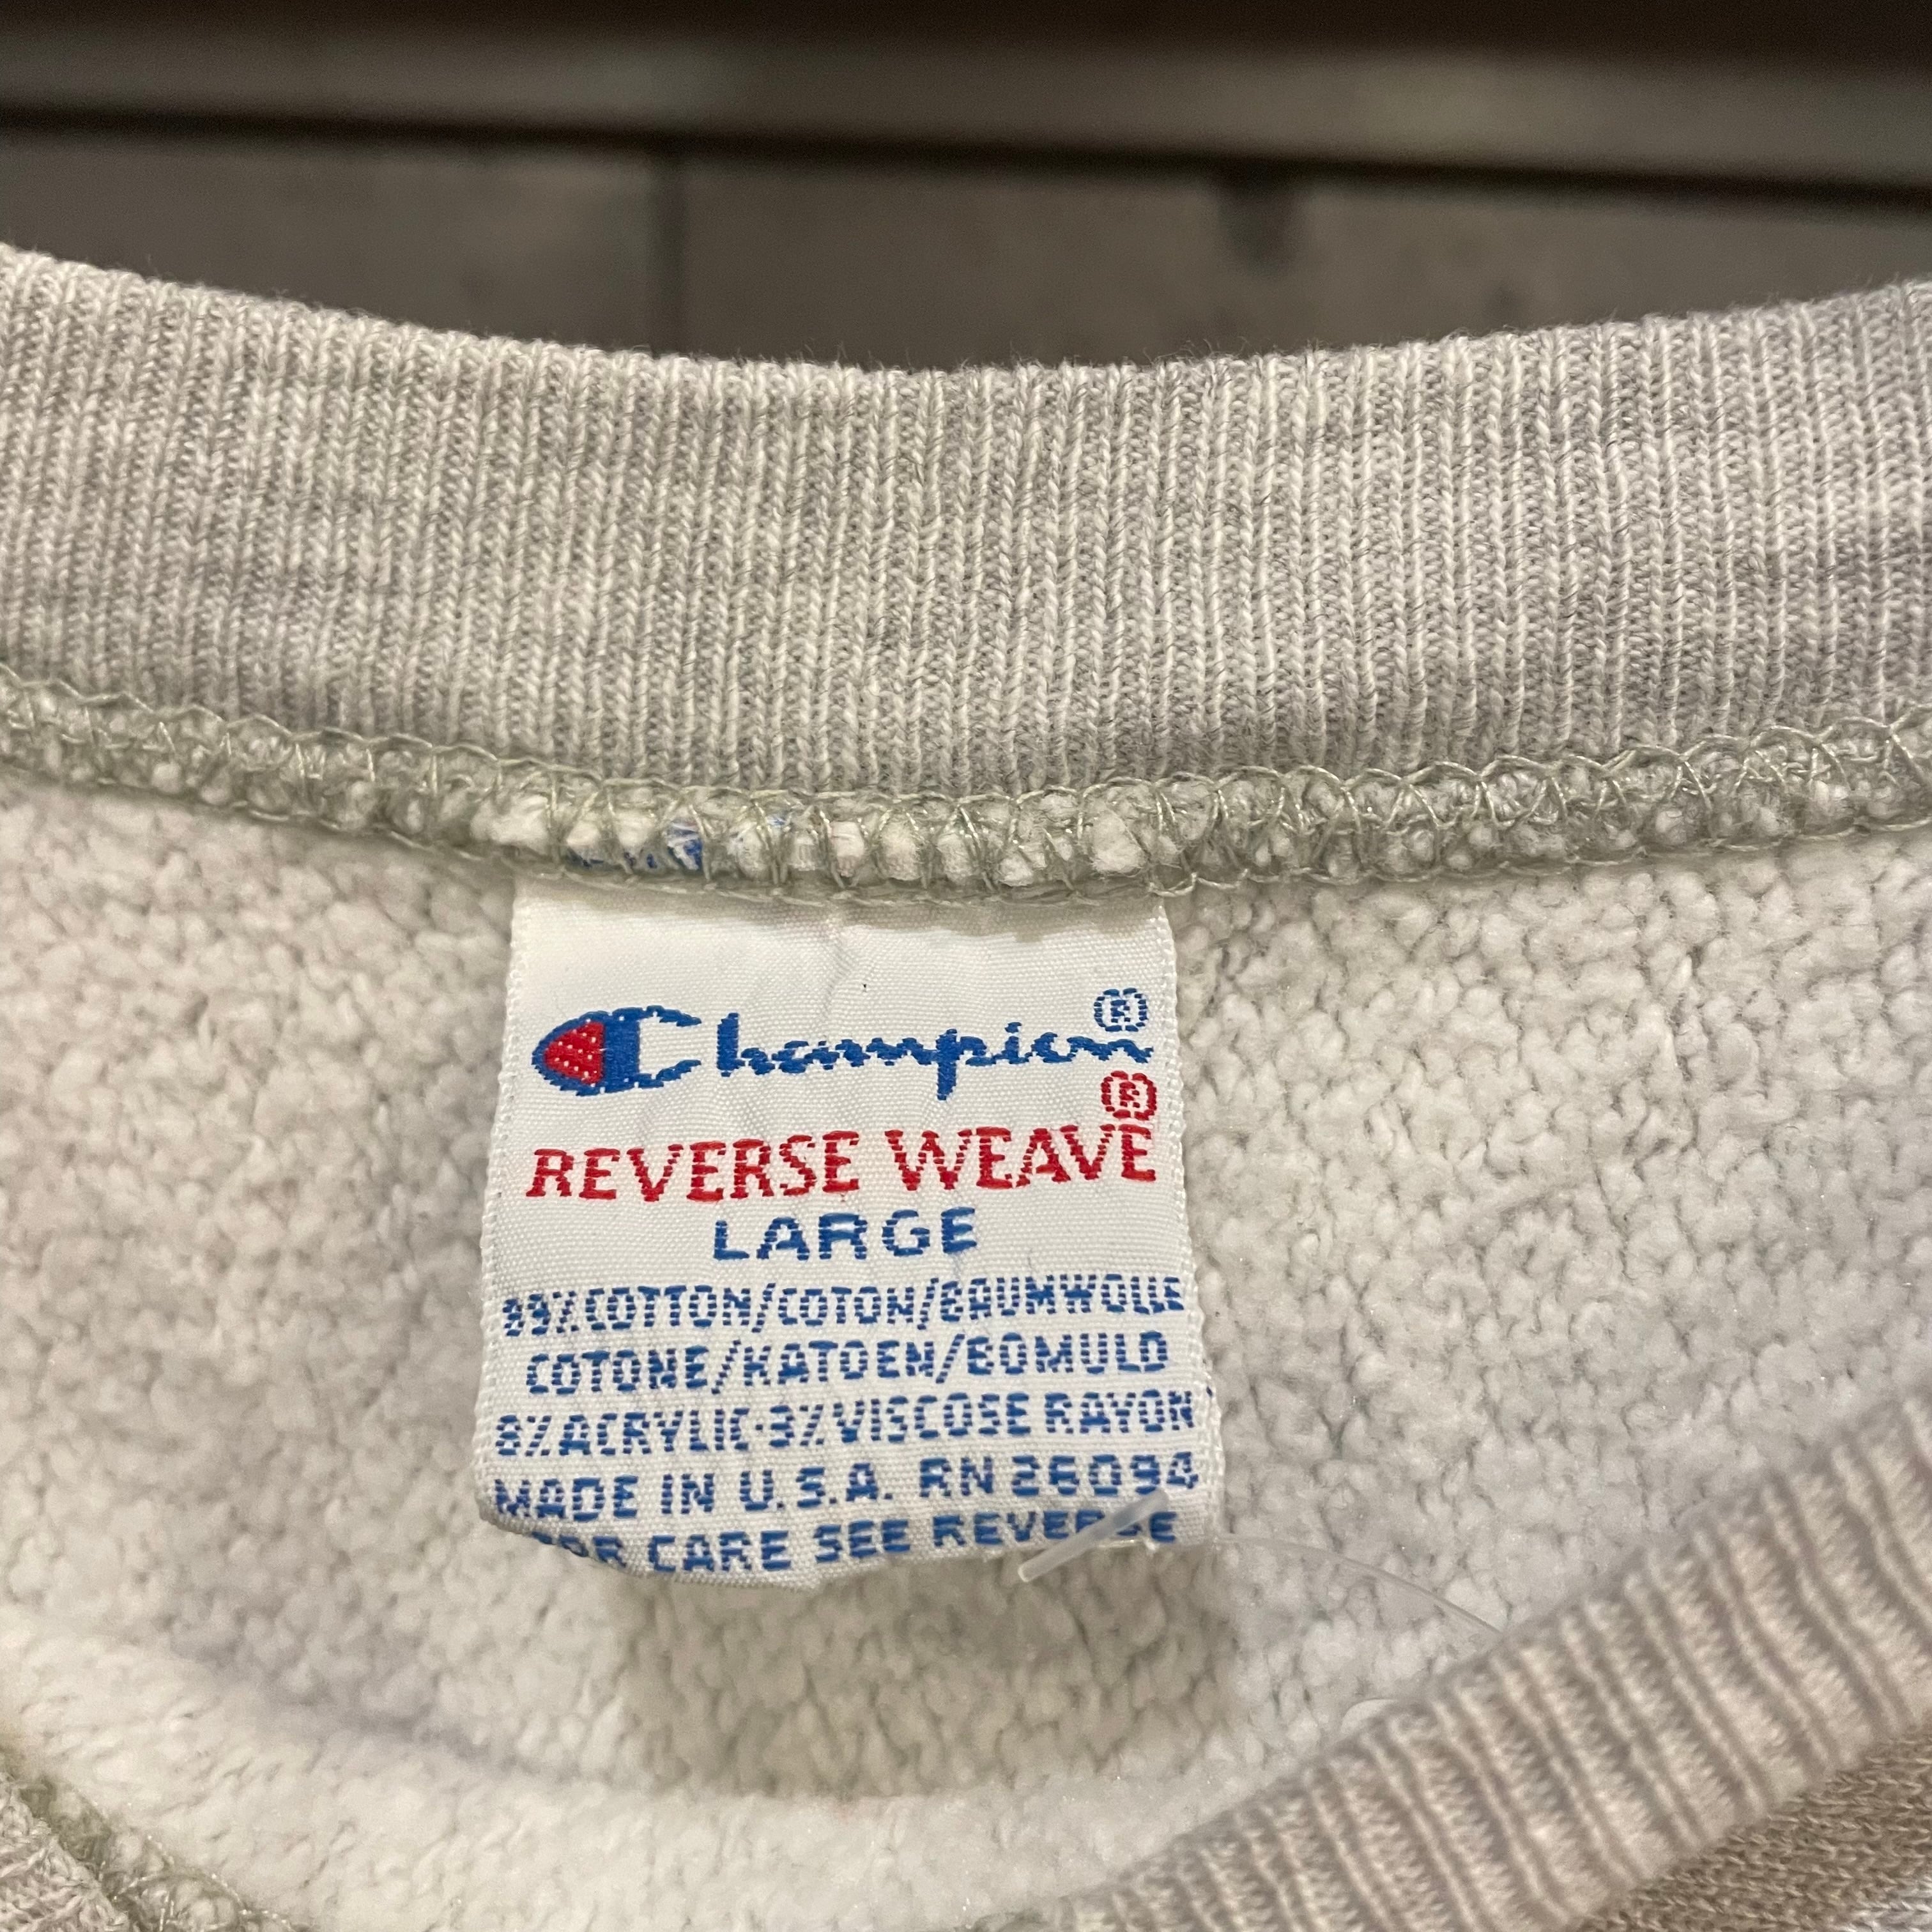 Champion®
REVERSE WEAVE®
LARGE
89% COTTON/COTON/BAUMWOLLE
COTONE/KATOEN/BOMULD
8% ACRYLIC·3% VISCOSE RAYON
MADE IN U.S.A. RN 26094
FOR CARE SEE REVERSE